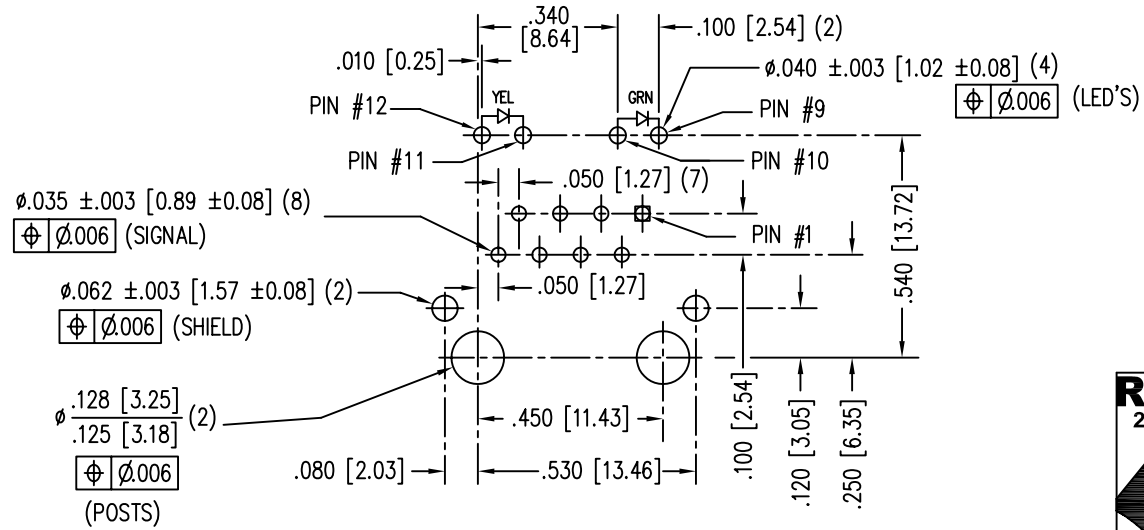 .340
[8.64]
.100 [2.54] (2)
.010 [0.25]
ø.040 ±.003 [1.02 ±0.08] (4)
⌖ Ø.006 (LED'S)
PIN #12
YEL
GRN
PIN #9
PIN #11
PIN #10
.050 [1.27] (7)
ø.035 ±.003 [0.89 ±0.08] (8)
⌖ Ø.006 (SIGNAL)
PIN #1
.540 [13.72]
.050 [1.27]
ø.062 ±.003 [1.57 ±0.08] (2)
⌖ Ø.006 (SHIELD)
ø .128 [3.25]
.125 [3.18] (2)
⌖ Ø.006
(POSTS)
.450 [11.43]
.080 [2.03]
.530 [13.46]
.100 [2.54]
.120 [3.05]
.250 [6.35]
R
2